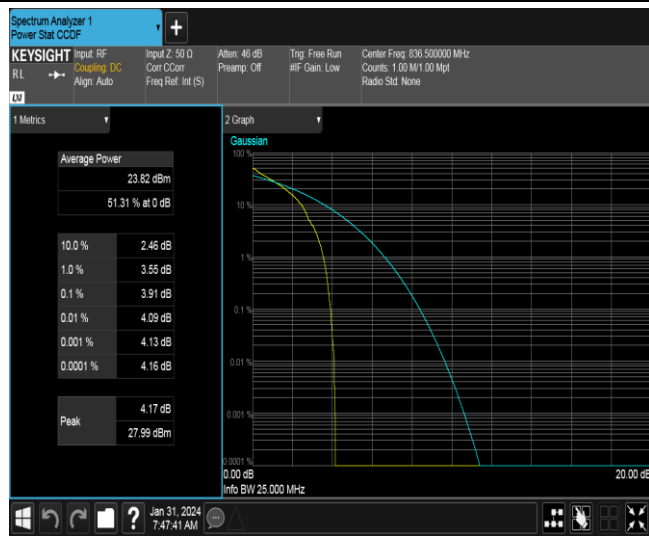 Spectrum Analyzer 1
Power Stat CCDF
+
KEYSIGHT
RL
LXI
Input: RF
Coupling: DC
Align: Auto
Input Z: 50 Ω
Corr CCorr
Freq Ref: Int (S)
Atten: 46 dB
Preamp: Off
Trig: Free Run
#IF Gain: Low
Center Freq: 836.500000 MHz
Counts: 1.00 M/1.00 Mpt
Radio Std: None
1 Metrics
Average Power
23.82 dBm
51.31 % at 0 dB
10.0 % 2.46 dB
1.0 % 3.55 dB
0.1 % 3.91 dB
0.01 % 4.09 dB
0.001 % 4.13 dB
0.0001 % 4.16 dB
Peak
4.17 dB
27.99 dBm
2 Graph
Gaussian
100 %
10 %
1 %
0.1 %
0.01 %
0.001 %
0.0001 %
0.00 dB
20.00 dB
Info BW 25.000 MHz
?
Jan 31, 2024
7:47:41 AM